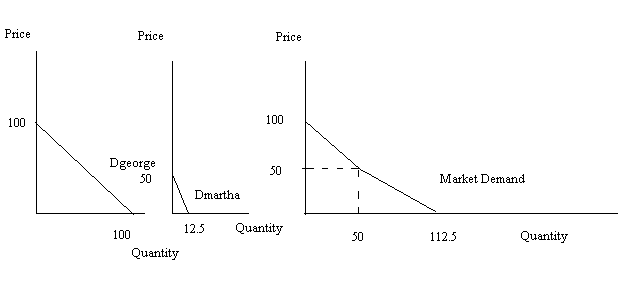 Price
100
Dgeorge
100
Quantity
Price
50
Dmartha
12.5
Quantity
Price
100
50
Market Demand
50
112.5
Quantity